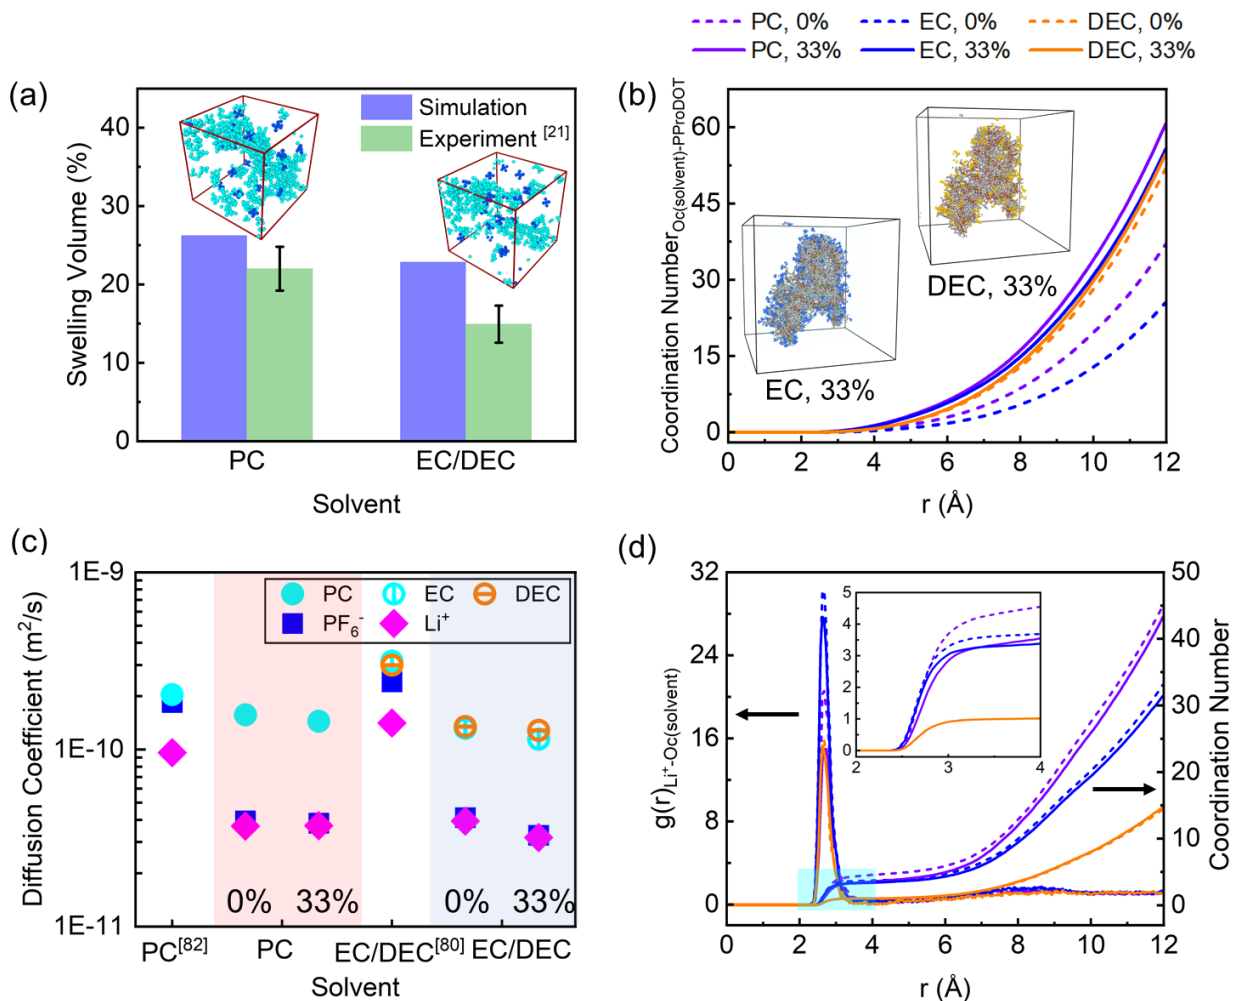 PC, 0% EC, 0% DEC, 0%
PC, 33% EC, 33% DEC, 33%
(a)
Swelling Volume (%)
40
30
20
10
0
Simulation
Experiment [21]
PC EC/DEC
Solvent
(b)
Coordination Number Oc(solvent)-PProDOT
60
45
30
15
0
DEC, 33%
EC, 33%
0 2 4 6 8 10 12
r (Å)
(c)
Diffusion Coefficient (m²/s)
1E-9
1E-10
1E-11
PC EC DEC
PF₆⁻ Li⁺
0% 33% 0% 33%
PC[82] PC EC/DEC[80] EC/DEC
Solvent
(d)
g(r)Li⁺-Oc(solvent)
32
28
24
20
16
12
8
4
0
5
4
3
2
1
0
2 3 4
50
40
30
20
10
0
Coordination Number
0 2 4 6 8 10 12
r (Å)